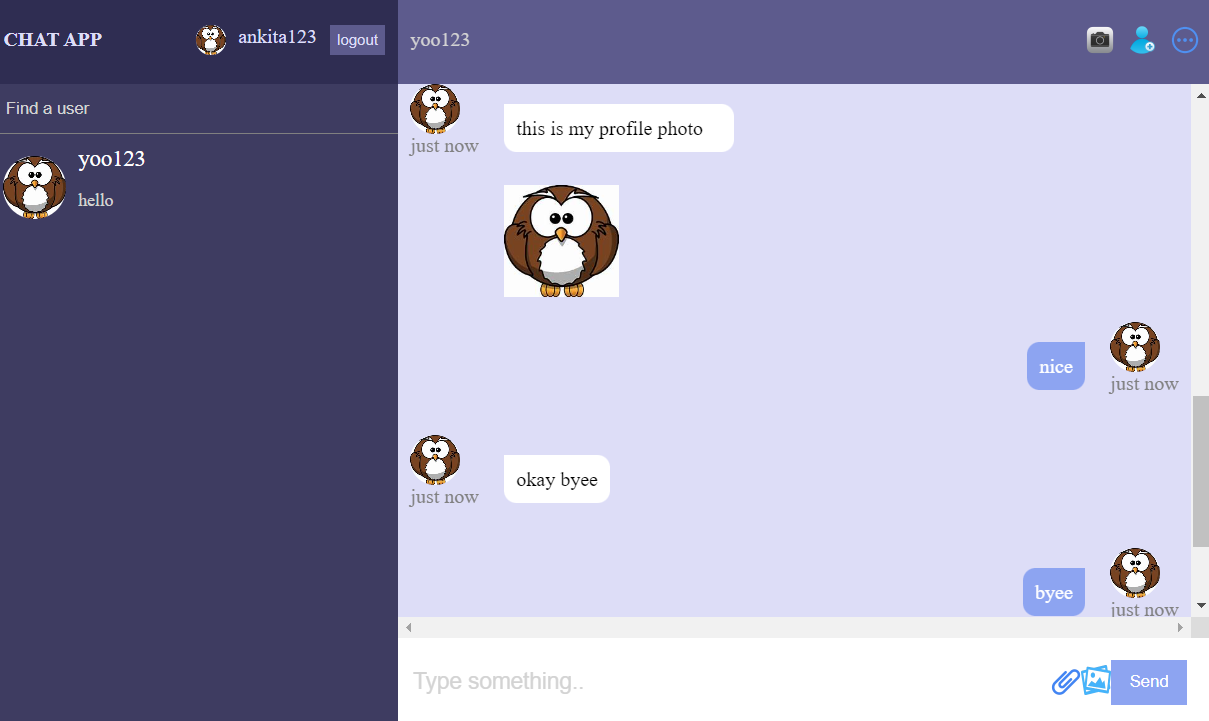 CHAT APP
ankita123
logout
yoo123
Find a user
yoo123
hello
this is my profile photo
just now
nice
just now
okay byee
just now
byee
just now
Type something..
Send